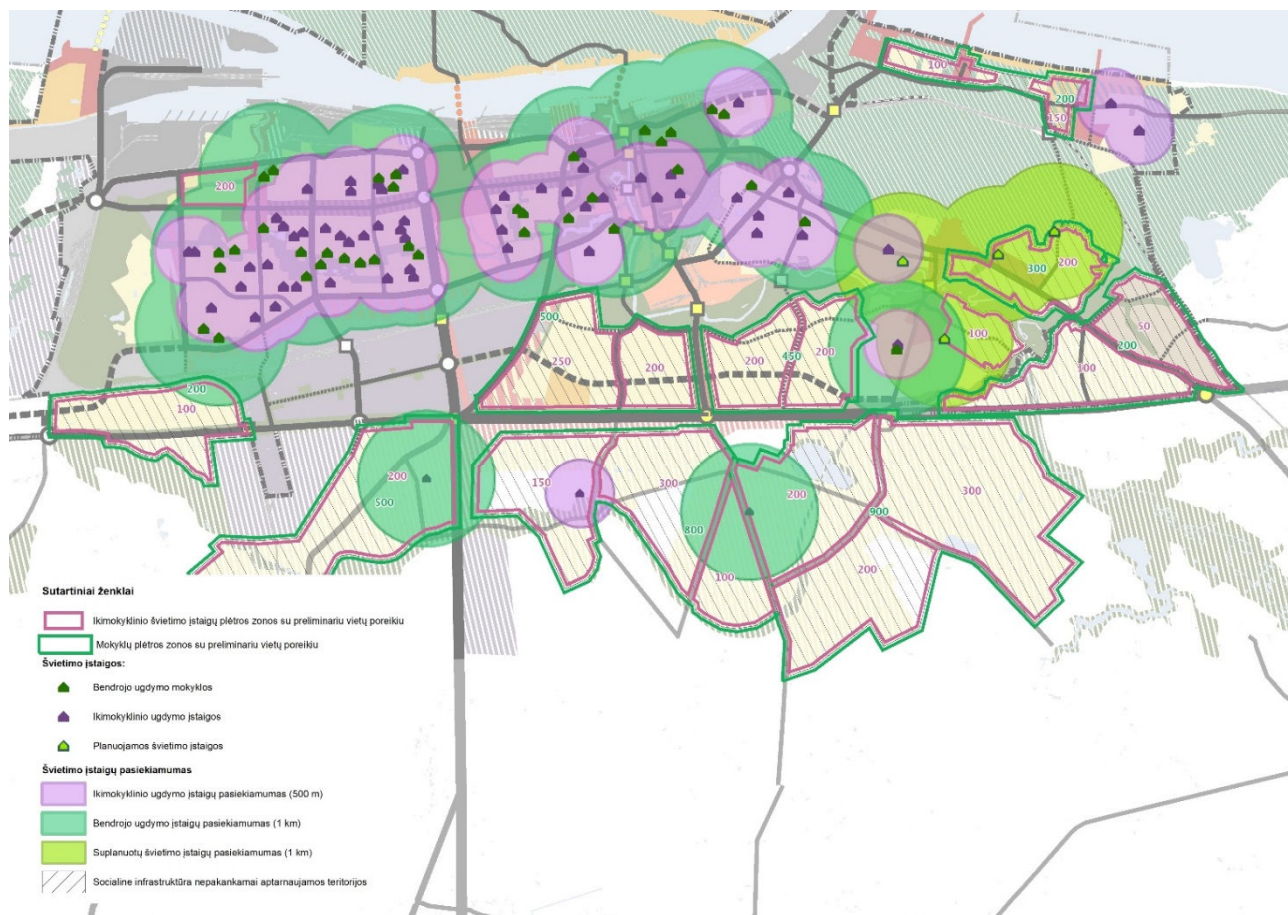 100
200
150
200
300
200
100
50
200
300
500
250
200
200
450
200
200
100
200
500
150
300
800
100
200
900
200
300
Sutartiniai ženklai
Ikimokyklinio švietimo įstaigų plėtros zonos su preliminariu vietų poreikiu
Mokyklų plėtros zonos su preliminariu vietų poreikiu
Švietimo įstaigos:
Bendrojo ugdymo mokyklos
Ikimokyklinio ugdymo įstaigos
Planuojamos švietimo įstaigos
Švietimo įstaigų pasiekiamumas
Ikimokyklinio ugdymo įstaigų pasiekiamumas (500 m)
Bendrojo ugdymo įstaigų pasiekiamumas (1 km)
Suplanuotų švietimo įstaigų pasiekiamumas (1 km)
Socialine infrastruktūra nepakankamai aptarnaujamos teritorijos